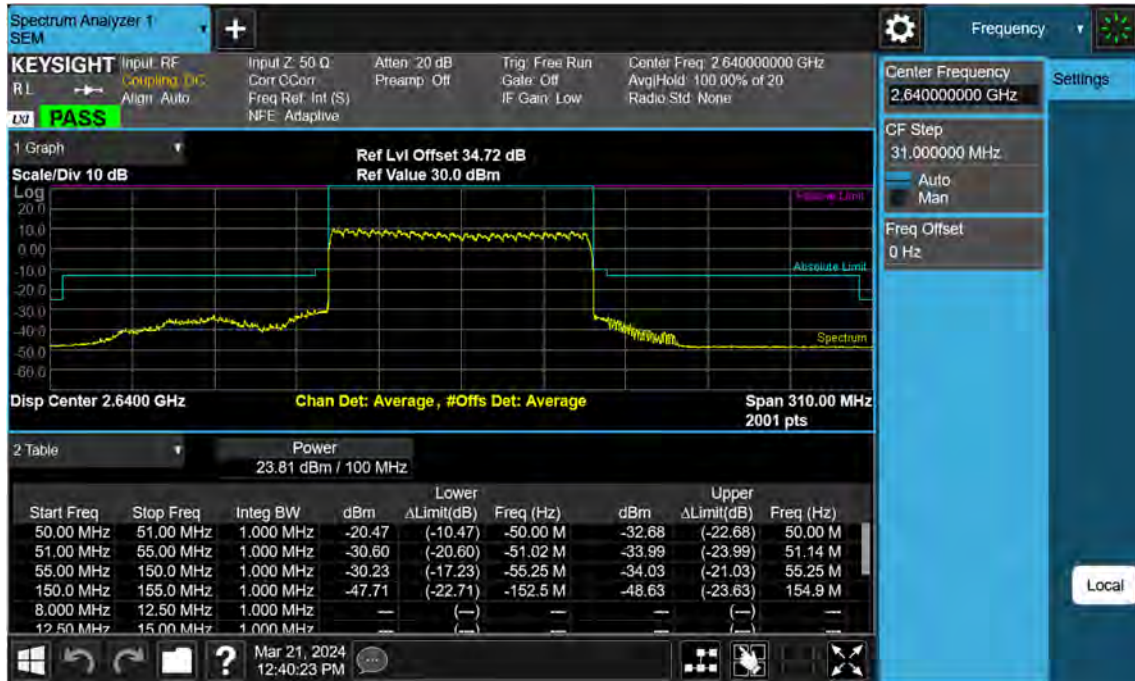 Spectrum Analyzer 1
SEM
Frequency
KEYSIGHT
R L
LXI
PASS
Input: RF
Coupling: DC
Align: Auto
Input Z: 50 Ω
Corr CCorr
Freq Ref: Int (S)
NFE: Adaptive
Atten: 20 dB
Preamp: Off
Trig: Free Run
Gate: Off
IF Gain: Low
Center Freq: 2.640000000 GHz
Avg|Hold: 100.00% of 20
Radio Std: None
Center Frequency
2.640000000 GHz
Settings
CF Step
31.000000 MHz
Auto
Man
Freq Offset
0 Hz
1 Graph
Ref Lvl Offset 34.72 dB
Scale/Div 10 dB
Ref Value 30.0 dBm
Log
20.0
10.0
0.00
-10.0
-20.0
-30.0
-40.0
-50.0
-60.0
Relative Limit
Absolute Limit
Spectrum
Disp Center 2.6400 GHz
Chan Det: Average, #Offs Det: Average
Span 310.00 MHz
2001 pts
2 Table
Power
23.81 dBm / 100 MHz
Lower Upper
Start Freq Stop Freq Integ BW dBm ΔLimit(dB) Freq (Hz) dBm ΔLimit(dB) Freq (Hz)
50.00 MHz 51.00 MHz 1.000 MHz -20.47 (-10.47) -50.00 M -32.68 (-22.68) 50.00 M
51.00 MHz 55.00 MHz 1.000 MHz -30.60 (-20.60) -51.02 M -33.99 (-23.99) 51.14 M
55.00 MHz 150.0 MHz 1.000 MHz -30.23 (-17.23) -55.25 M -34.03 (-21.03) 55.25 M
150.0 MHz 155.0 MHz 1.000 MHz -47.71 (-22.71) -152.5 M -48.63 (-23.63) 154.9 M
8.000 MHz 12.50 MHz 1.000 MHz — (—) — — (—) —
12.50 MHz 15.00 MHz 1.000 MHz — (—) — — (—) —
Local
?
Mar 21, 2024
12:40:23 PM